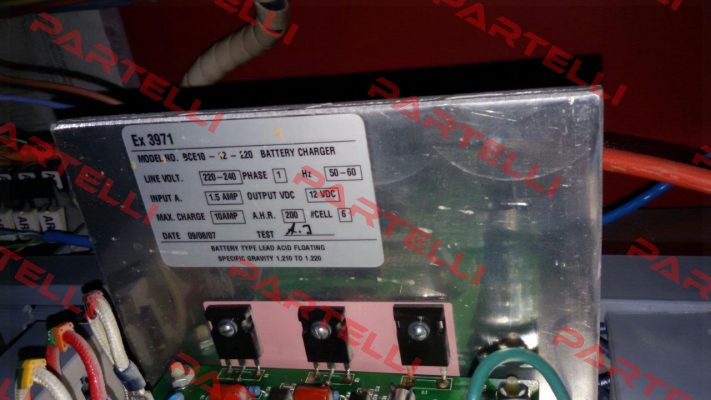 Ex 3971
MODEL NO. BCE10 - 12 - 220 BATTERY CHARGER
LINE VOLT. 220-240 PHASE 1 Hz 50-60
INPUT A. 1.5 AMP OUTPUT VDC 12 VDC
MAX. CHARGE 10AMP A.H.R. 200 #CELL 6
DATE 09/08/07 TEST
BATTERY TYPE LEAD ACID FLOATING
SPECIFIC GRAVITY 1.210 TO 1.220
PARTELLI
PARTELLI
PARTELLI
PARTELLI
PARTELLI
PARTELLI
PARTELLI
PARTELLI